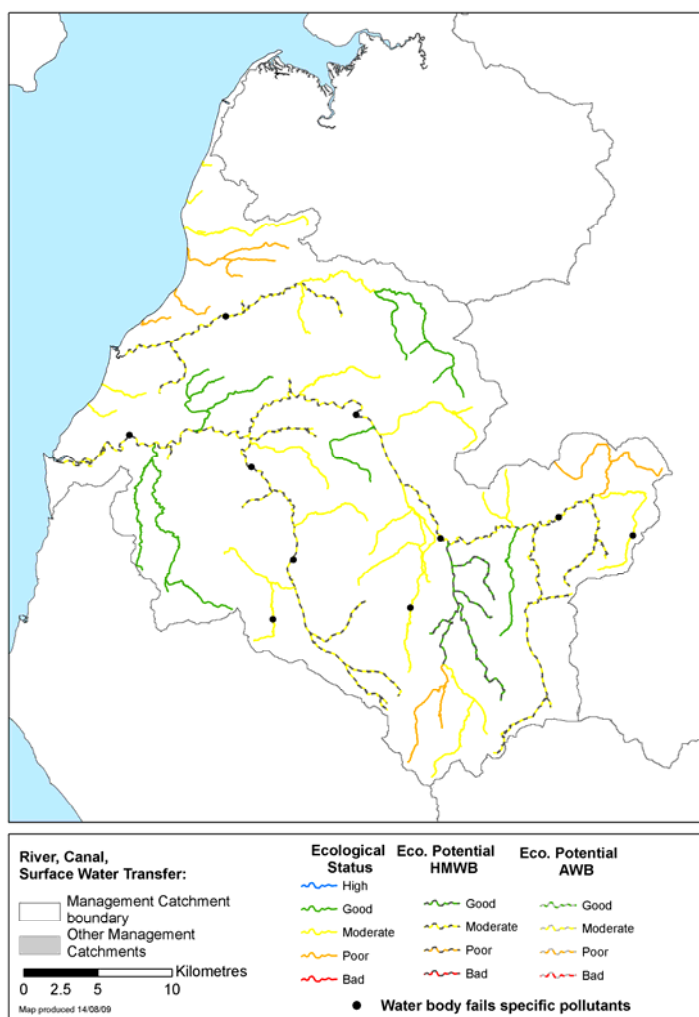 River, Canal,
Surface Water Transfer:
Management Catchment
boundary
Other Management
Catchments
Kilometres
0 2.5 5 10
Map produced 14/08/09
Ecological
Status
High
Good
Moderate
Poor
Bad
Eco. Potential
HMWB
Good
Moderate
Poor
Bad
Eco. Potential
AWB
Good
Moderate
Poor
Bad
Water body fails specific pollutants